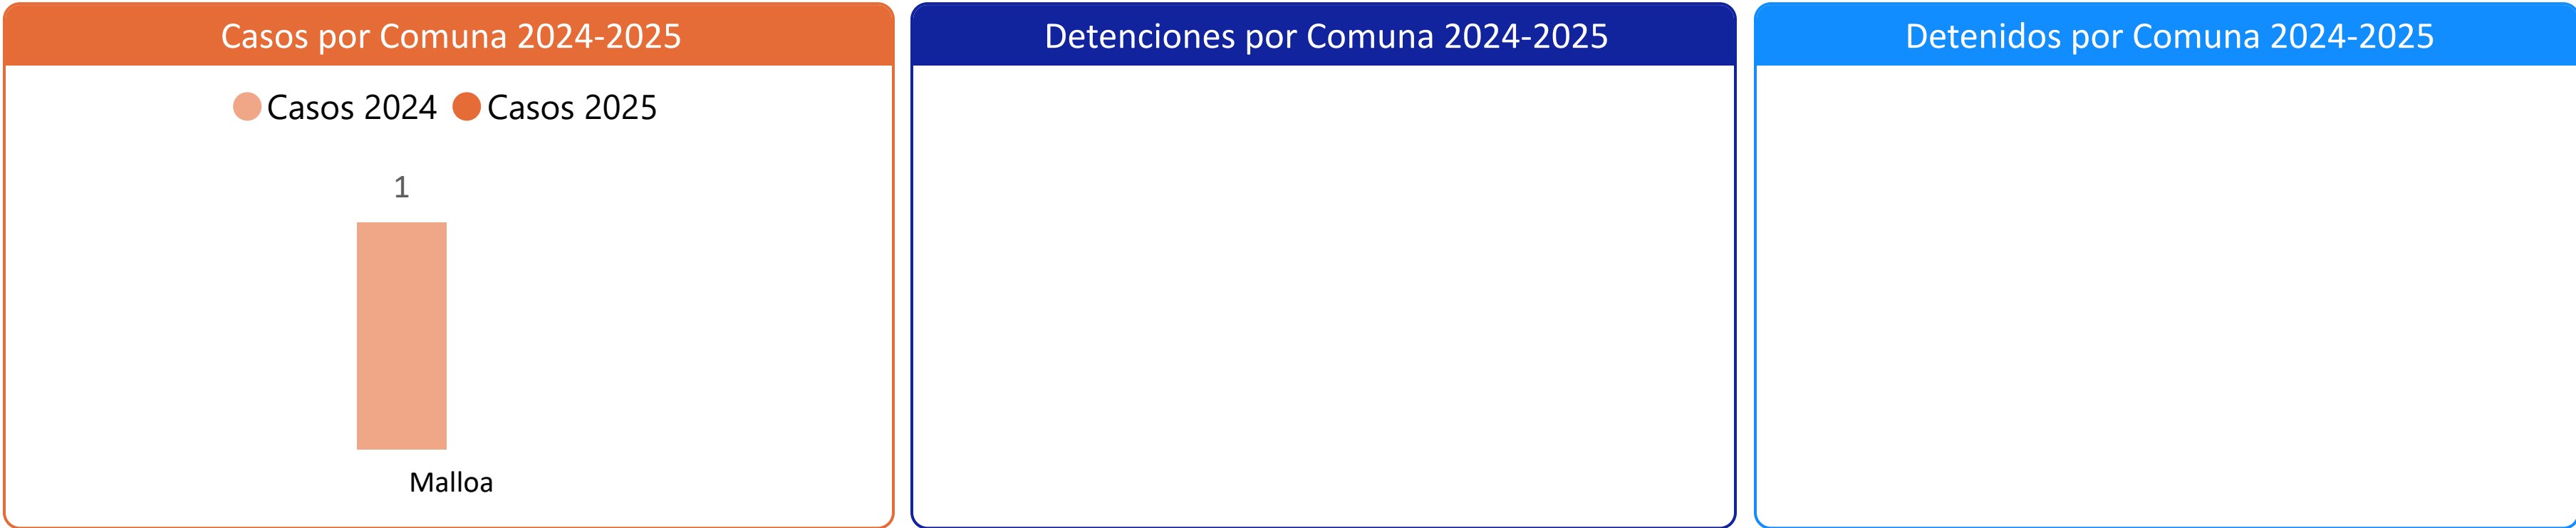 Casos por Comuna 2024-2025
Casos 2024 Casos 2025
1
Malloa
Detenciones por Comuna 2024-2025
Detenidos por Comuna 2024-2025